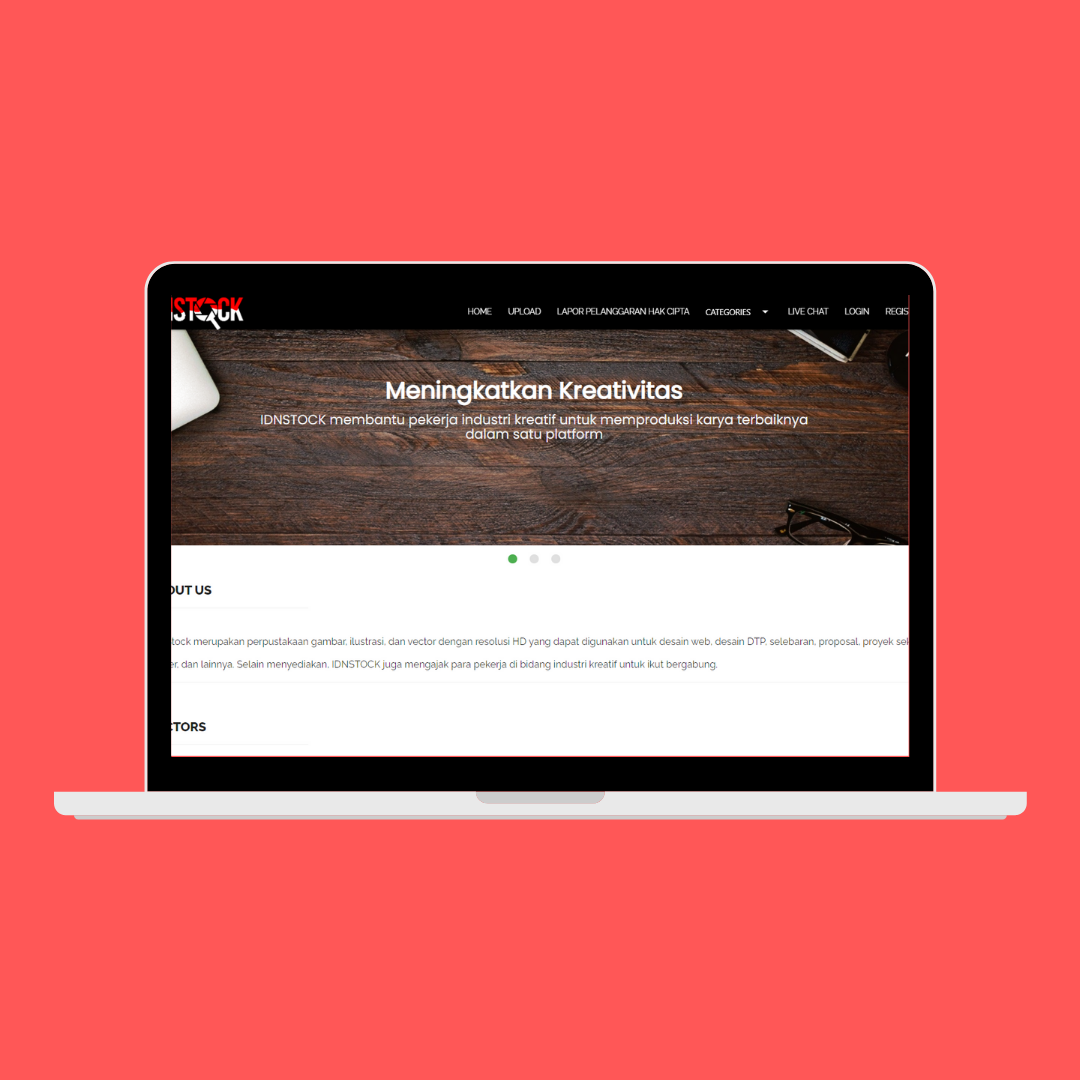 NSTOCK
HOME UPLOAD LAPOR PELANGGARAN HAK CIPTA CATEGORIES LIVE CHAT LOGIN REGIS
Meningkatkan Kreativitas
IDNSTOCK membantu pekerja industri kreatif untuk memproduksi karya terbaiknya
dalam satu platform
OUT US
stock merupakan perpustakaan gambar, ilustrasi, dan vector dengan resolusi HD yang dapat digunakan untuk desain web, desain DTP, selebaran, proposal, proyek sek
er, dan lainnya. Selain menyediakan, IDNSTOCK juga mengajak para pekerja di bidang industri kreatif untuk ikut bergabung.
CTORS